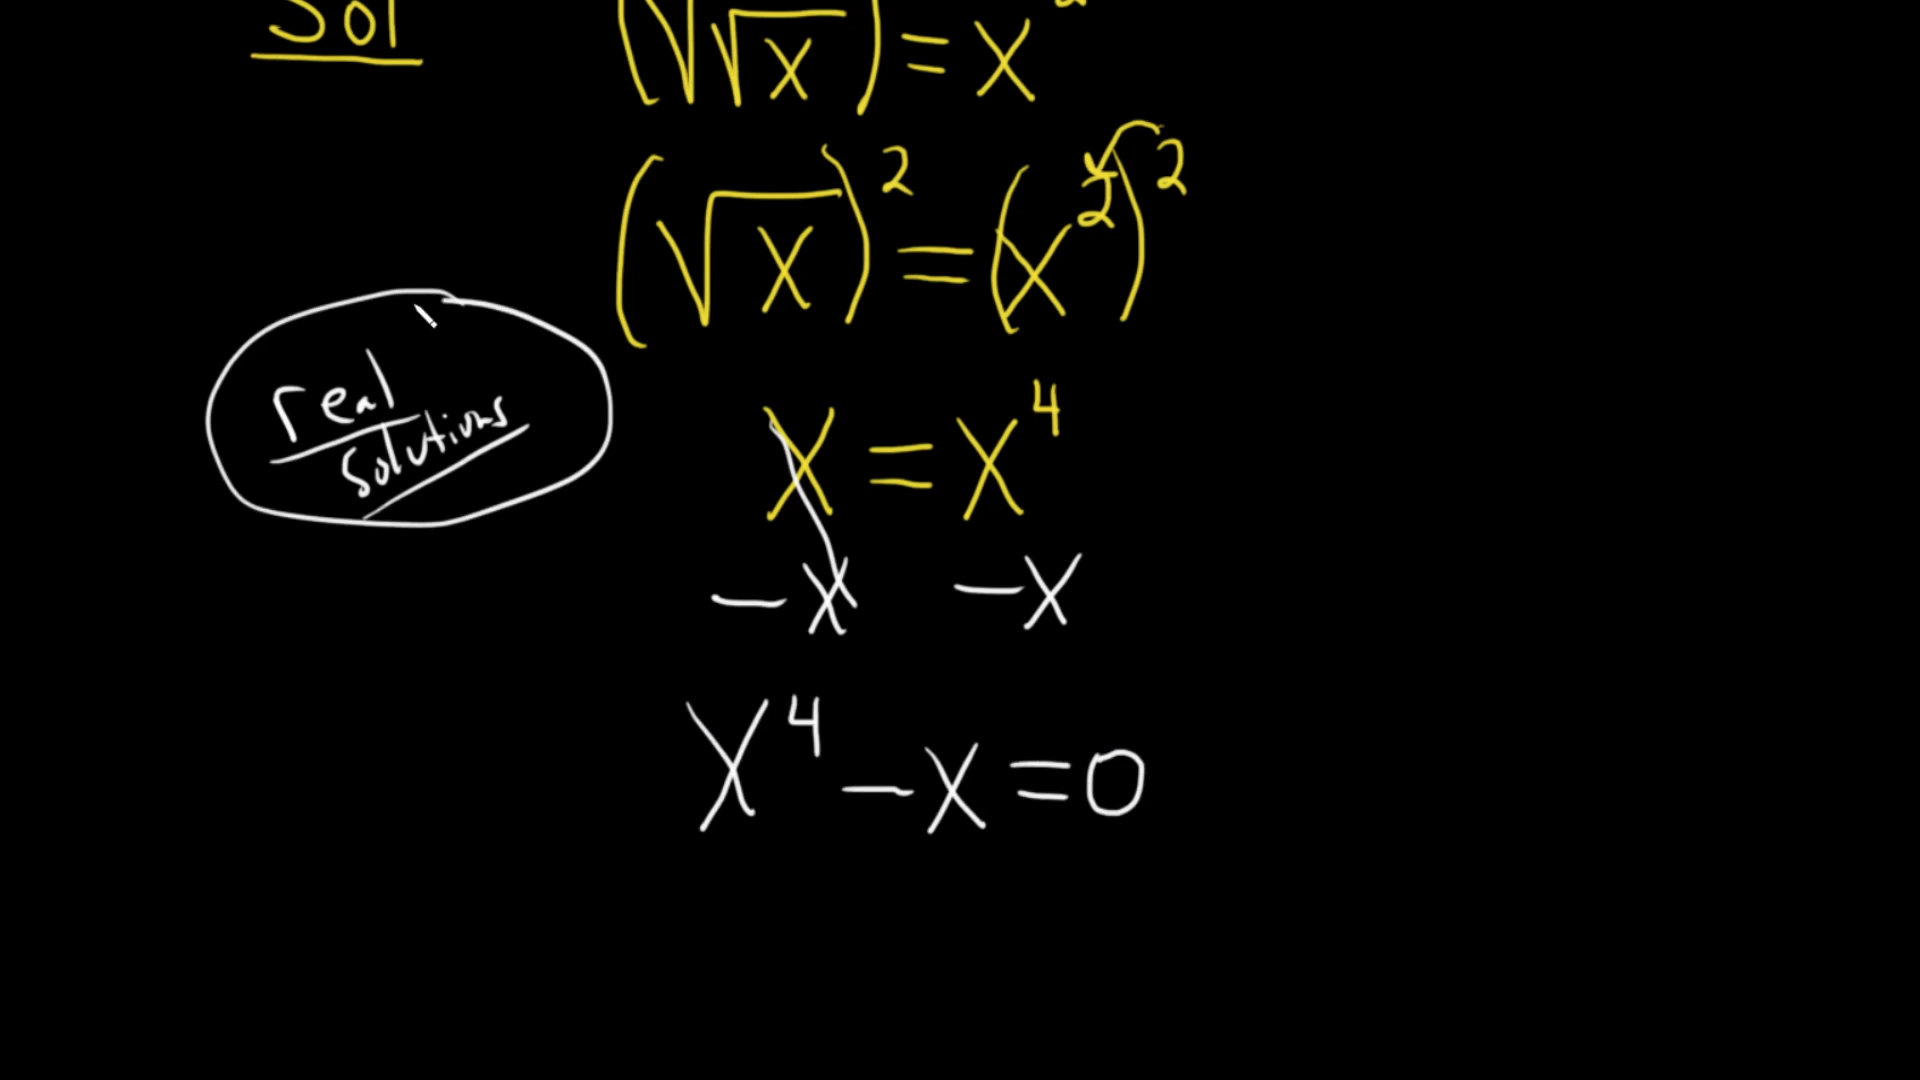 Sol
(√√x) = x²
(√x)² = (x²)²
real
solutions
x = x⁴
-x -x
x⁴ - x = 0